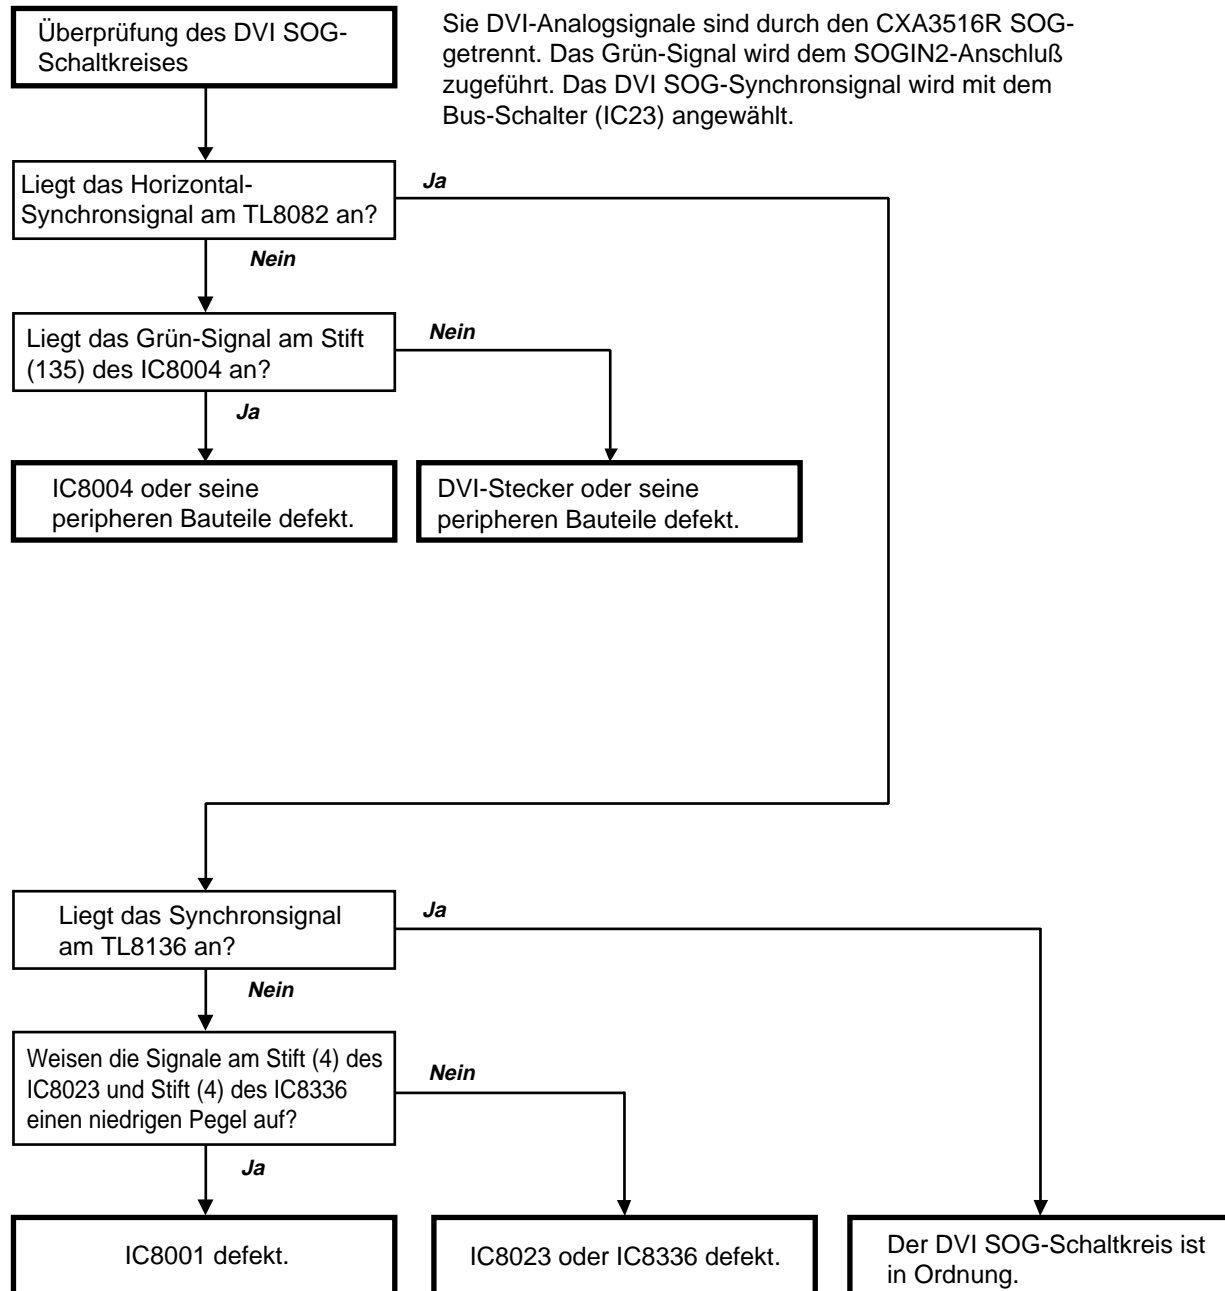 Überprüfung des DVI SOG-
Schaltkreises
Sie DVI-Analogsignale sind durch den CXA3516R SOG-
getrennt. Das Grün-Signal wird dem SOGIN2-Anschluß
zugeführt. Das DVI SOG-Synchronsignal wird mit dem
Bus-Schalter (IC23) angewählt.
Liegt das Horizontal-
Synchronsignal am TL8082 an?
Ja
Nein
Liegt das Grün-Signal am Stift
(135) des IC8004 an?
Nein
Ja
IC8004 oder seine
peripheren Bauteile defekt.
DVI-Stecker oder seine
peripheren Bauteile defekt.
Liegt das Synchronsignal
am TL8136 an?
Ja
Nein
Weisen die Signale am Stift (4) des
IC8023 und Stift (4) des IC8336
einen niedrigen Pegel auf?
Nein
Ja
IC8001 defekt.
IC8023 oder IC8336 defekt.
Der DVI SOG-Schaltkreis ist
in Ordnung.